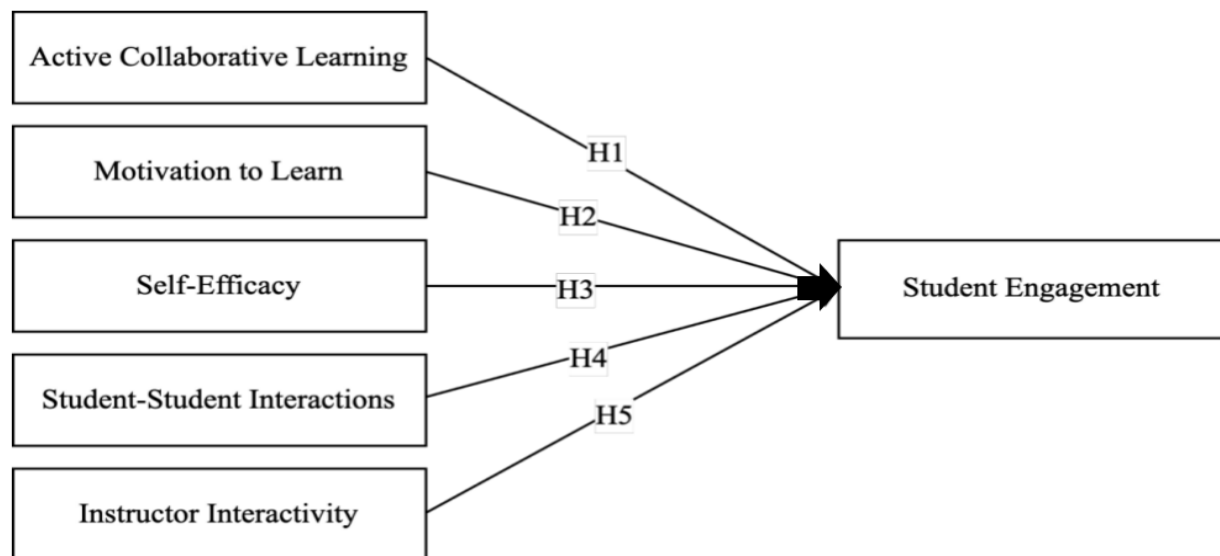 Active Collaborative Learning
H1
Motivation to Learn
H2
Self-Efficacy
H3
Student Engagement
H4
Student-Student Interactions
H5
Instructor Interactivity